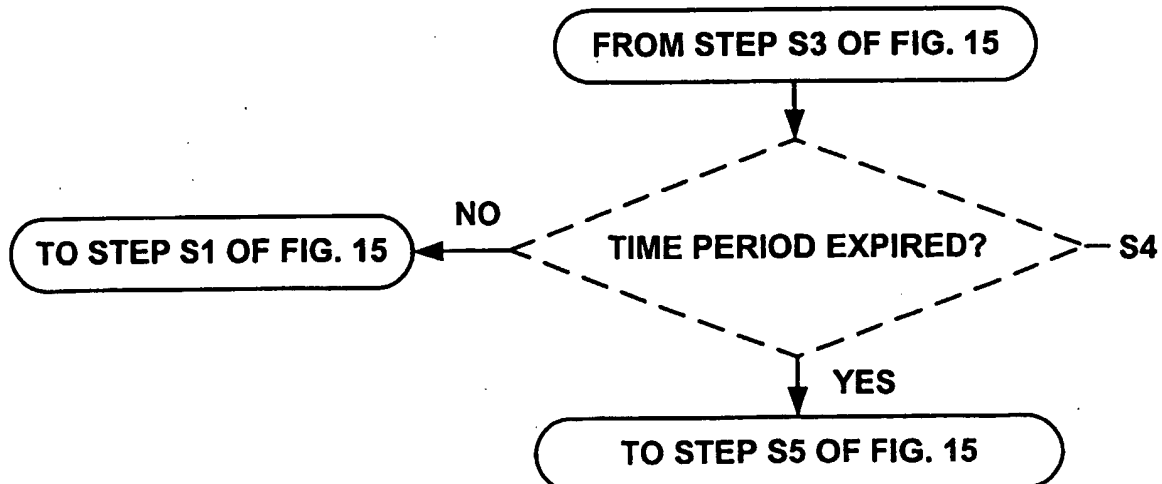 FROM STEP S3 OF FIG. 15
NO
TO STEP S1 OF FIG. 15
TIME PERIOD EXPIRED?
S4
YES
TO STEP S5 OF FIG. 15